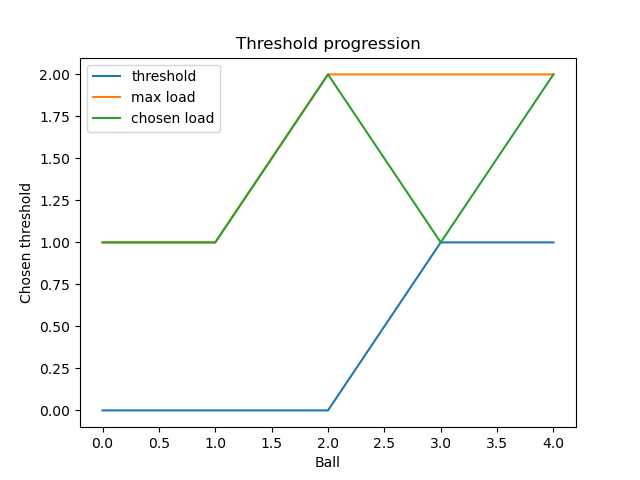 Threshold progression
threshold
max load
chosen load
Chosen threshold
2.00
1.75
1.50
1.25
1.00
0.75
0.50
0.25
0.00
0.0 0.5 1.0 1.5 2.0 2.5 3.0 3.5 4.0
Ball